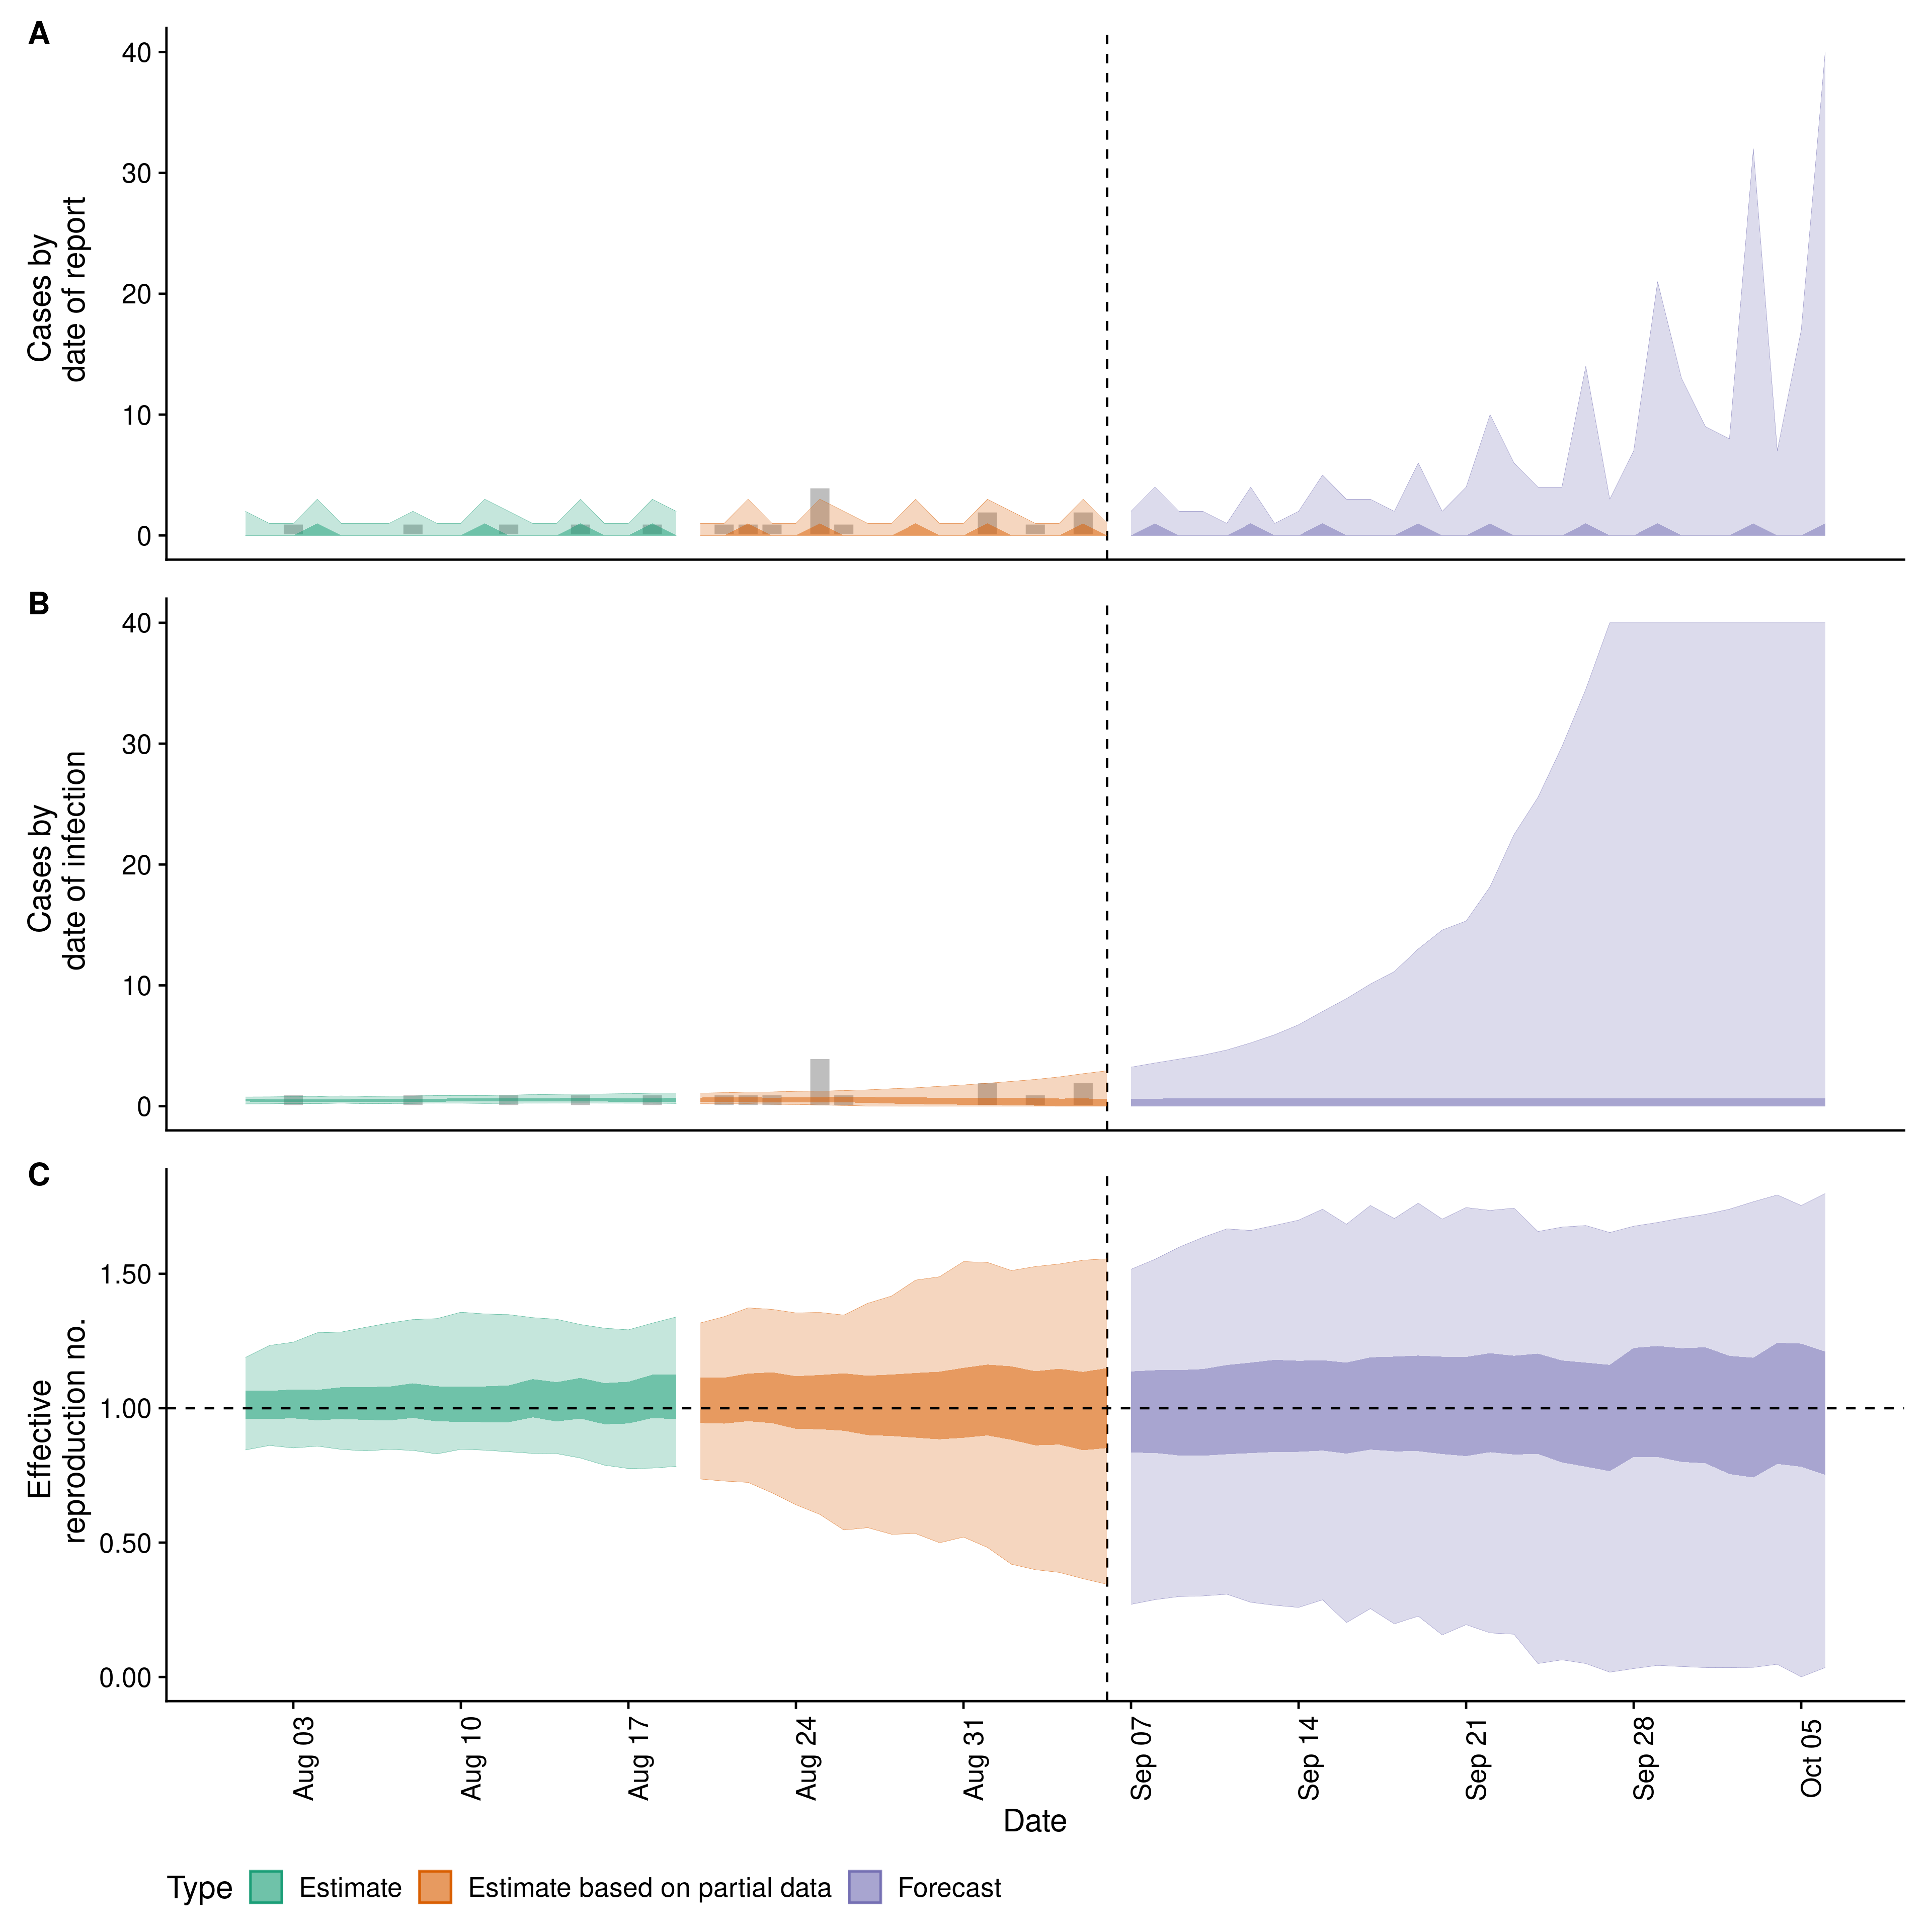 A
40
30
20
10
0
Cases by
date of report
B
40
30
20
10
0
Cases by
date of infection
C
1.50
1.00
0.50
0.00
Effective
reproduction no.
Aug 03
Aug 10
Aug 17
Aug 24
Aug 31
Sep 07
Sep 14
Sep 21
Sep 28
Oct 05
Date
Type Estimate Estimate based on partial data Forecast